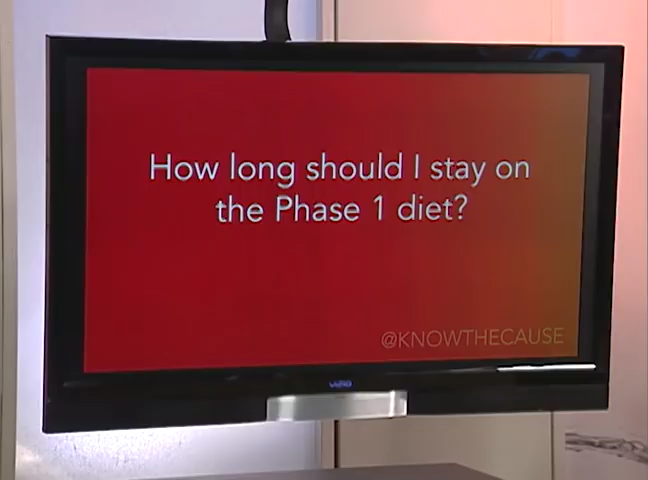 How long should I stay on
the Phase 1 diet?
@KNOWTHECAUSE
VIZIO